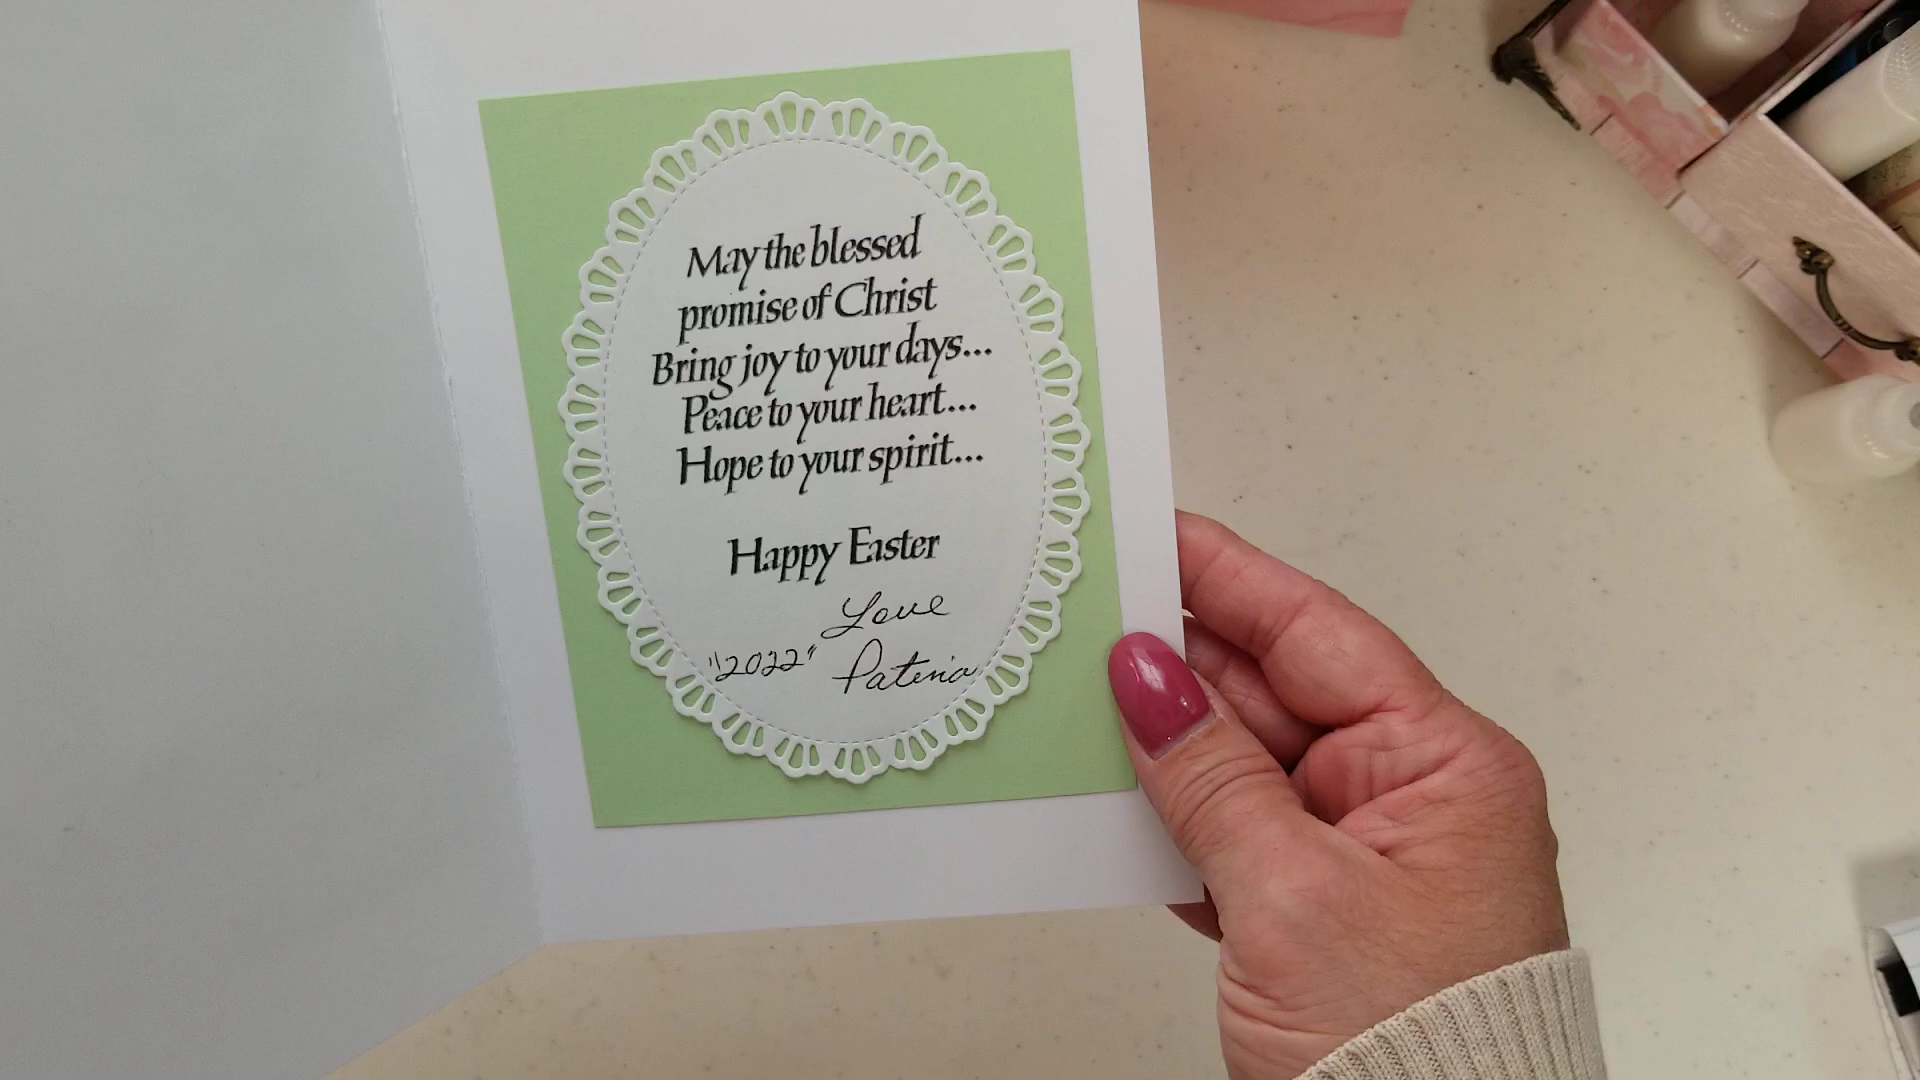 May the blessed
promise of Christ
Bring joy to your days...
Peace to your heart...
Hope to your spirit...
Happy Easter
Love
"2022" Patina